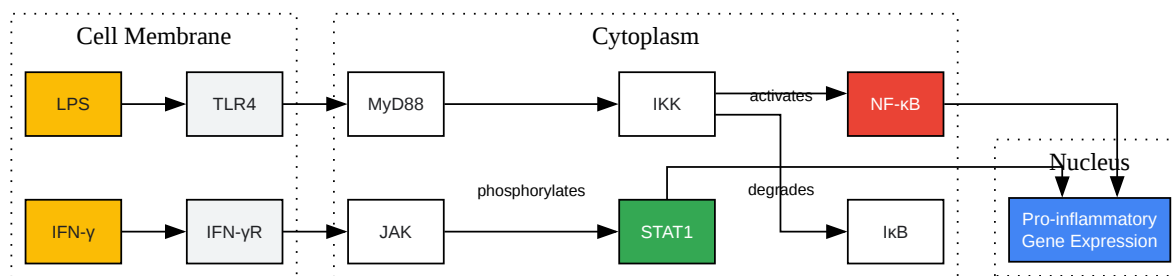 Cell Membrane
Cytoplasm
LPS
TLR4
MyD88
IKK
activates
NF-κB
Nucleus
phosphorylates
degrades
IFN-γ
IFN-γR
JAK
STAT1
IκB
Pro-inflammatory
Gene Expression